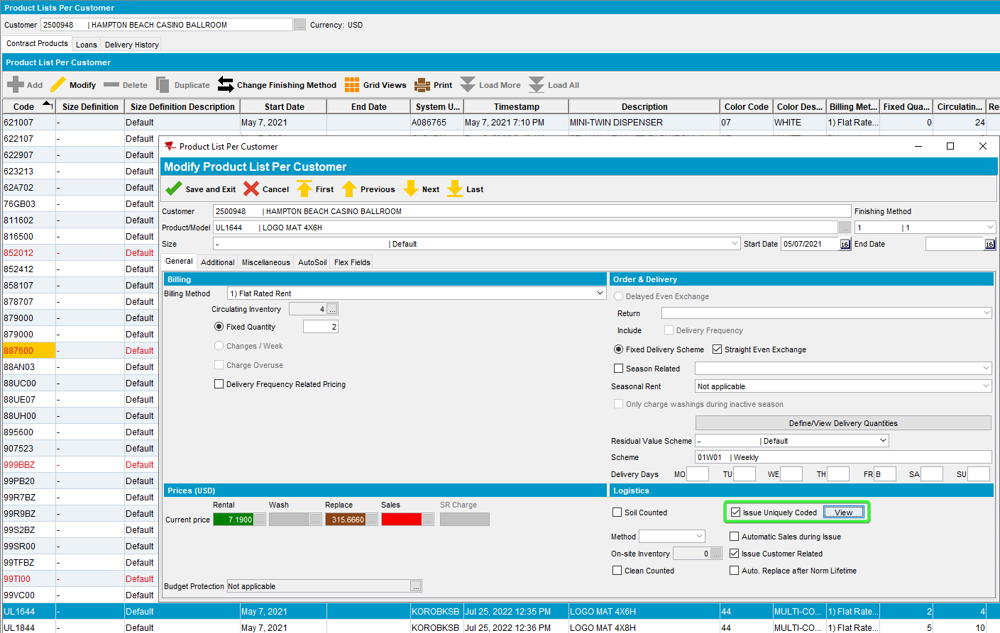 Product Lists Per Customer
Customer 2500948 | HAMPTON BEACH CASINO BALLROOM ... Currency: USD
Contract Products Loans Delivery History
Product List Per Customer
Add Modify Delete Duplicate Change Finishing Method Grid Views Print Load More Load All
Code 1 Size Definition Size Definition Description Start Date End Date System U... Timestamp Description Color Code Color Des... Billing Met... Fixed Qua... Circulatin... Re
621007 - Default May 7, 2021 A086765 May 7, 2021 7:10 PM MINI-TWIN DISPENSER 07 WHITE 1) Flat Rate... 0 24
622107 - Default
622907 - Default
623213 - Default
62A702 - Default
76GB03 - Default
811602 - Default
816500 - Default
852012 - Default
852412 - Default
858107 - Default
878707 - Default
879000 - Default
879000 - Default
887600 - Default
88AN03 - Default
88UC00 - Default
88UE07 - Default
88UH00 - Default
895600 - Default
907523 - Default
999BBZ - Default
99PB20 - Default
99R7BZ - Default
99R9BZ - Default
99S2BZ - Default
99SR00 - Default
99TFBZ - Default
99TI00 - Default
99VC00 - Default
UL1644 - Default May 7, 2021 KOROBKSB Jul 25, 2022 12:35 PM LOGO MAT 4X6H 44 MULTI-CO... 1) Flat Rate... 2 4
UL1844 - Default May 7, 2021 KOROBKSB Jul 25, 2022 12:36 PM LOGO MAT 4X8H 44 MULTI-CO... 1) Flat Rate... 5 10
Product List Per Customer
Modify Product List Per Customer
Save and Exit Cancel First Previous Next Last
Customer 2500948 | HAMPTON BEACH CASINO BALLROOM Finishing Method
Product/Model UL1644 | LOGO MAT 4X6H ... 1 | 1
Size - | Default Start Date 05/07/2021 16 End Date 16
General Additional Miscellaneous AutoSoil Flex Fields
Billing
Billing Method 1) Flat Rated Rent
Circulating Inventory 4 ...
Fixed Quantity 2
Changes / Week
Charge Overuse
Delivery Frequency Related Pricing
Order & Delivery
Delayed Even Exchange
Return
Include Delivery Frequency
Fixed Delivery Scheme Straight Even Exchange
Season Related
Seasonal Rent Not applicable
Only charge washings during inactive season
Define/View Delivery Quantities
Residual Value Scheme - | Default
Scheme 01W01 | Weekly
Delivery Days MO TU WE TH FR B SA SU
Prices (USD)
Rental Wash Replace Sales SR Charge
Current price 7.1900 ... ... 315.6660 ... ...
Budget Protection Not applicable ...
Logistics
Soil Counted Issue Uniquely Coded View
Method Automatic Sales during Issue
On-site Inventory 0 ... Issue Customer Related
Clean Counted Auto. Replace after Norm Lifetime